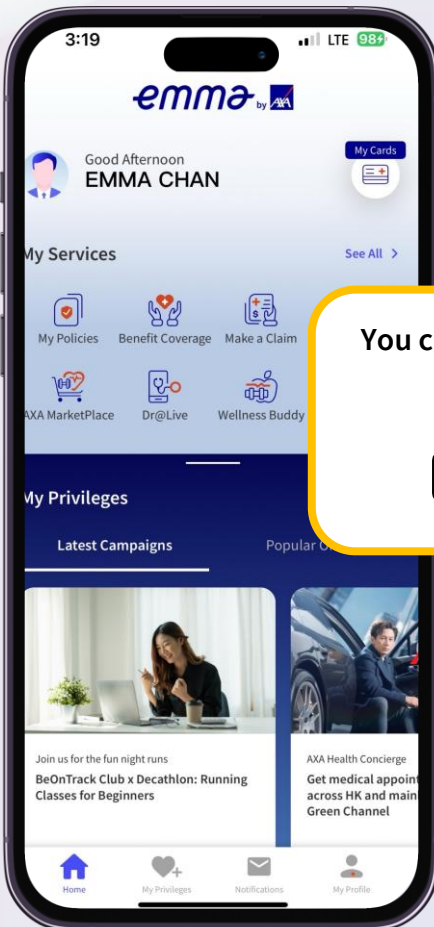 3:19
LTE 98
emma by AXA
My Cards
Good Afternoon
EMMA CHAN
My Services
See All >
My Policies
Benefit Coverage
Make a Claim
You c
AXA MarketPlace
Dr@Live
Wellness Buddy
My Privileges
Latest Campaigns
Popular
Join us for the fun night runs
BeOnTrack Club x Decathlon: Running
Classes for Beginners
AXA Health Concierge
Get medical appoint
across HK and main
Green Channel
Home
My Privileges
Notifications
My Profile